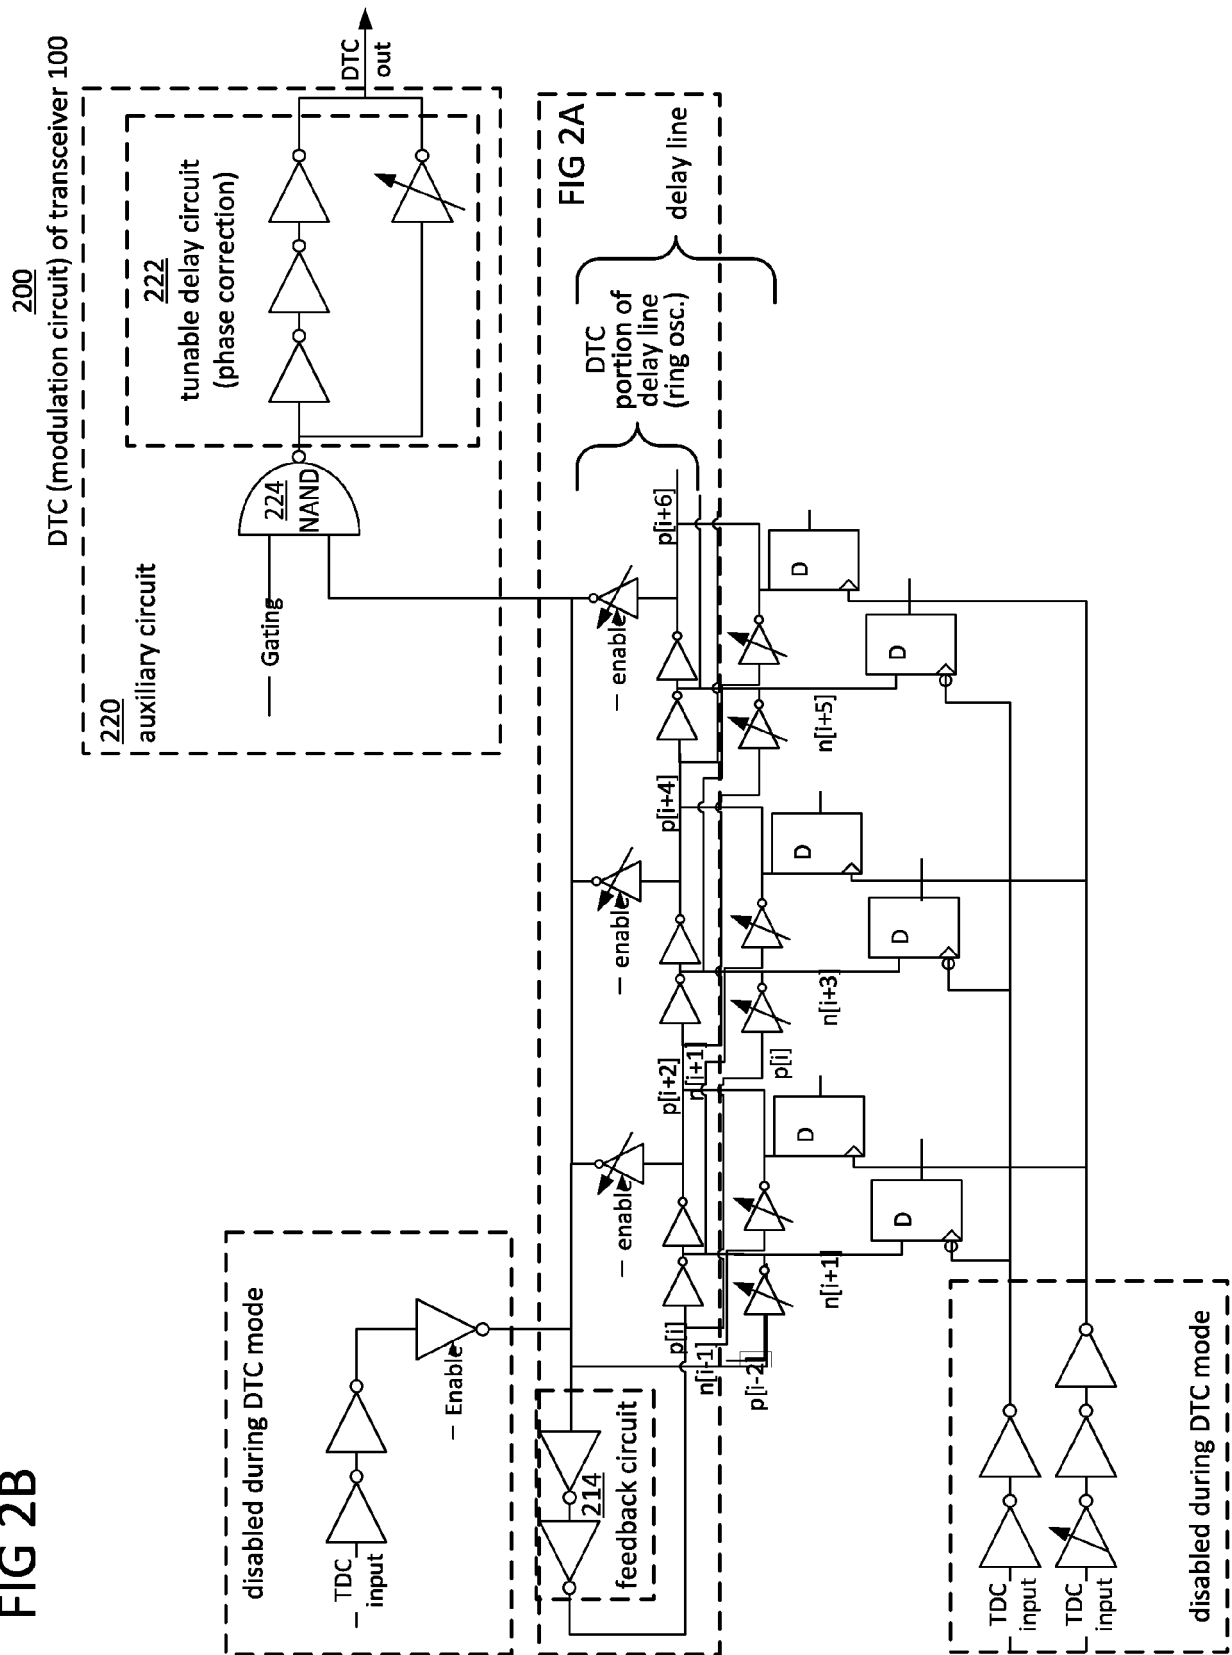 FIG 2B
200
DTC (modulation circuit) of transceiver 100
220
auxiliary circuit
Gating
224
NAND
222
tunable delay circuit
(phase correction)
DTC
out
disabled during DTC mode
TDC
input
Enable
FIG 2A
214
feedback circuit
enable
enable
enable
DTC
portion of
delay line
(ring osc.)
delay line
p[i]
p[i+2]
p[i+4]
p[i+6]
n[i-1]
n[i+1]
p[i-2]
p[i]
n[i+1]
n[i+3]
n[i+5]
D
D
D
D
D
D
TDC
input
TDC
input
disabled during DTC mode